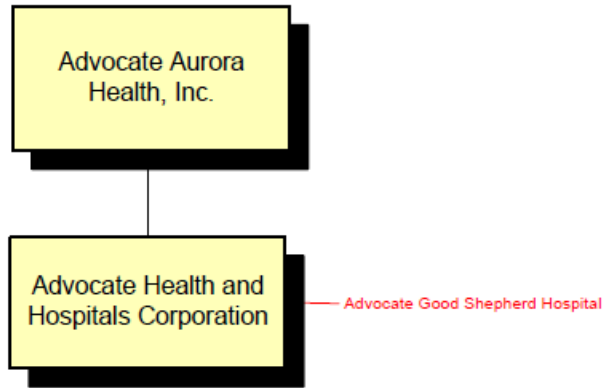 Advocate Aurora
Health, Inc.
Advocate Health and
Hospitals Corporation
Advocate Good Shepherd Hospital